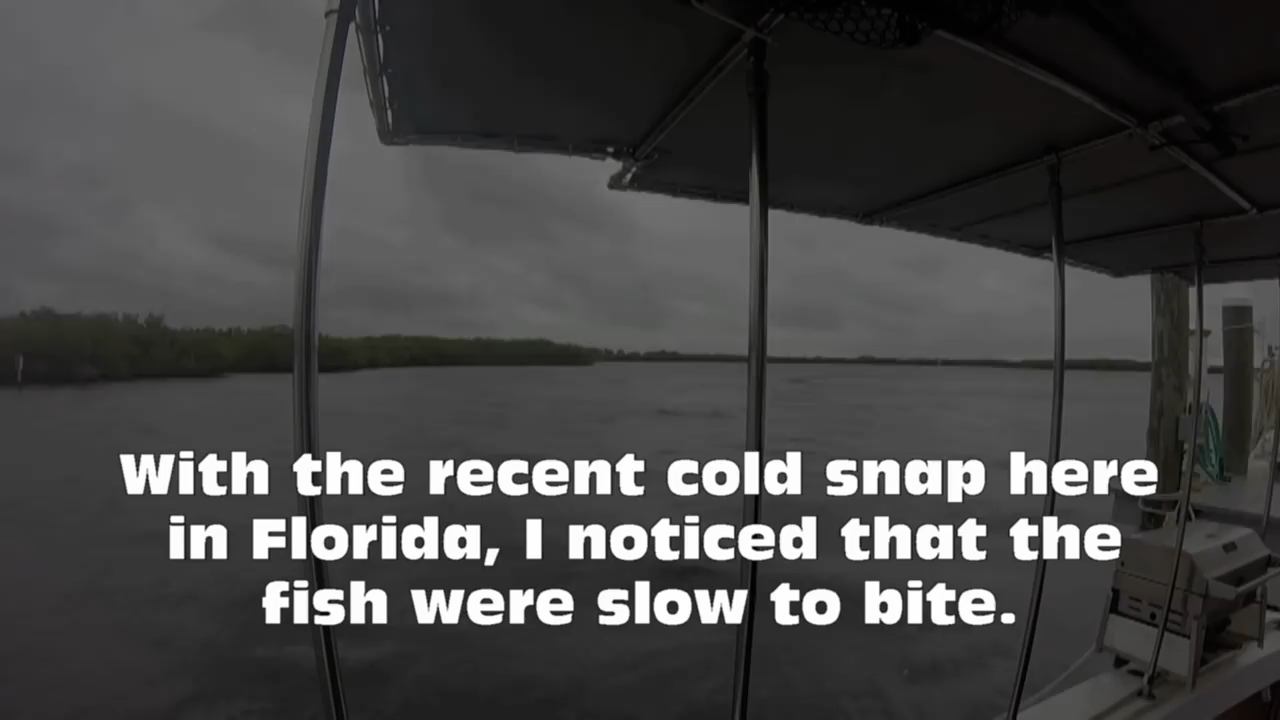 With the recent cold snap here
in Florida, I noticed that the
fish were slow to bite.